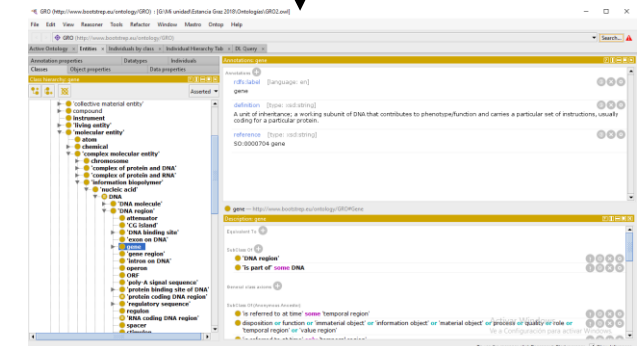 GRO (http://www.bootstrep.eu/ontology/GRO) : [G:\Mi unidad\Estancia Graz 2018\Ontologías\GRO2.owl]
File Edit View Reasoner Tools Refactor Window Mastro Ontop Help
GRO (http://www.bootstrep.eu/ontology/GRO)
Search...
Active Ontology × Entities × Individuals by class × Individual Hierarchy Tab × DL Query ×
Annotation properties Datatypes Individuals
Classes Object properties Data properties
Class hierarchy: gene
Asserted
'collective material entity'
compound
instrument
'living entity'
'molecular entity'
atom
chemical
'complex molecular entity'
chromosome
'complex of protein and DNA'
'complex of protein and RNA'
'information biopolymer'
'nucleic acid'
DNA
'DNA molecule'
'DNA region'
attenuator
'CG island'
'DNA binding site'
'exon on DNA'
gene
'gene region'
'intron on DNA'
operon
ORF
'poly-A signal sequence'
'protein binding site of DNA'
'protein coding DNA region'
'regulatory sequence'
regulon
'RNA coding DNA region'
spacer
Annotations: gene
Annotations
rdfs:label [language: en]
gene
definition [type: xsd:string]
A unit of inheritance; a working subunit of DNA that contributes to phenotype/function and carries a particular set of instructions, usually
coding for a particular protein.
reference [type: xsd:string]
SO:0000704 gene
gene — http://www.bootstrep.eu/ontology/GRO#Gene
Description: gene
Equivalent To
SubClass Of
'DNA region'
'is part of' some DNA
General class axioms
SubClass Of (Anonymous Ancestor)
'is referred to at time' some 'temporal region'
disposition or function or 'immaterial object' or 'information object' or 'material object' or process or quality or role or
'temporal region' or 'value region'
Activar Windows
Ve a Configuración para activar Windows.